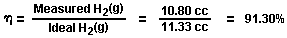 η = Measured H₂(g) / Ideal H₂(g) = 10.80 cc / 11.33 cc = 91.30%